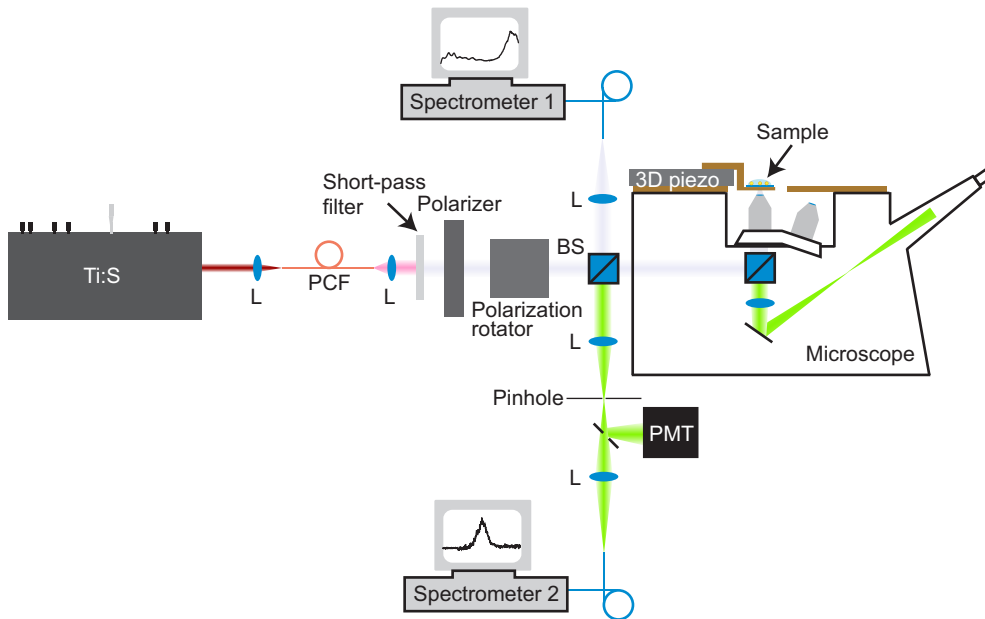 Spectrometer 1
Sample
3D piezo
Short-pass
filter
Polarizer
L
BS
Ti:S
PCF
L
L
Polarization
rotator
L
Microscope
Pinhole
PMT
L
Spectrometer 2